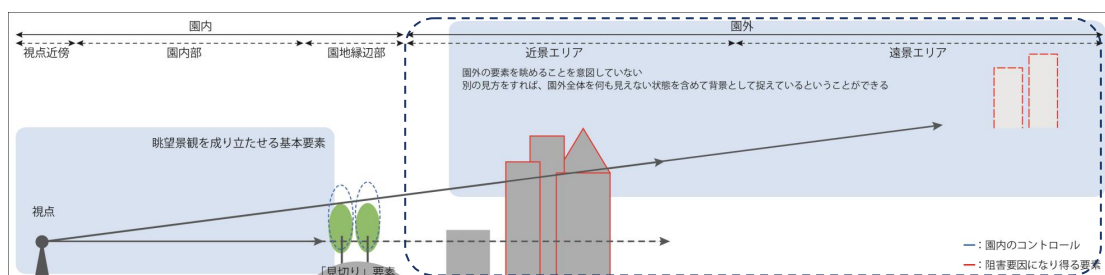 園内
園外
視点近傍
園内部
園地縁辺部
近景エリア
遠景エリア
園外の要素を眺めることを意図していない
別の見方をすれば、園外全体を何も見えない状態を含めて背景として捉えているということができる
眺望景観を成り立たせる基本要素
視点
「見切り」要素
：園内のコントロール
：阻害要因になり得る要素